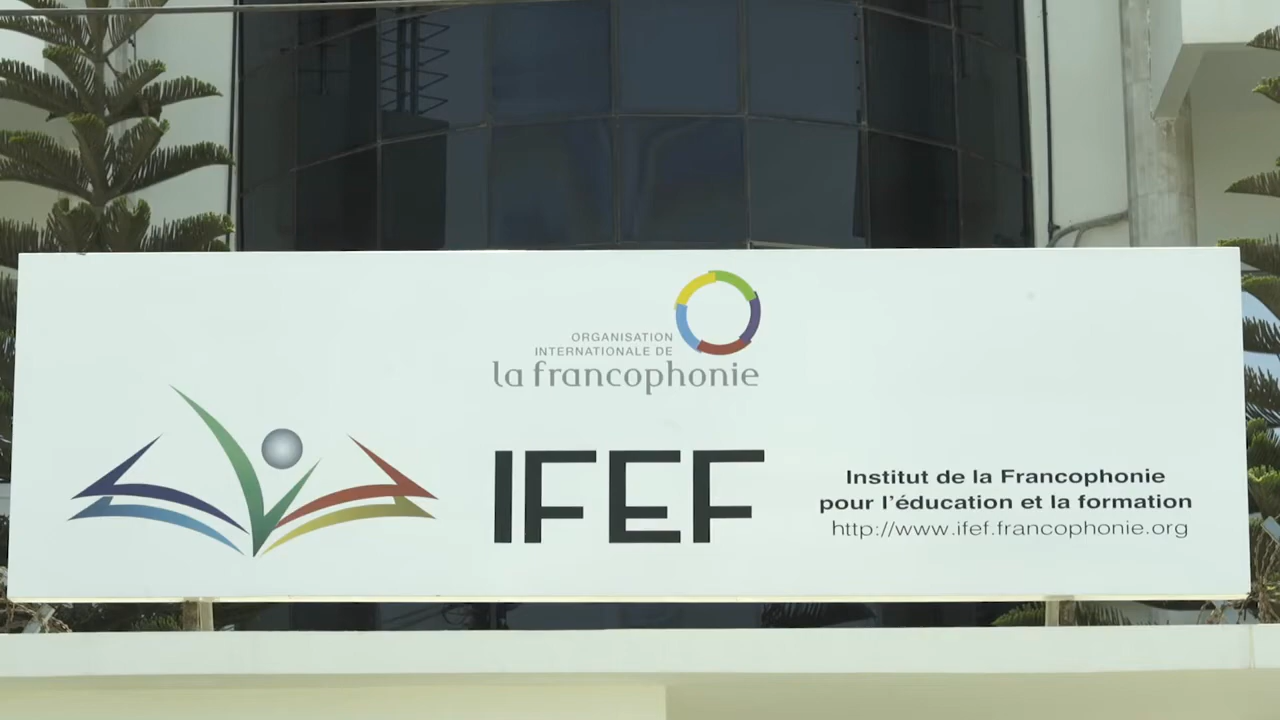 ORGANISATION
INTERNATIONALE DE
la francophonie
IFEF
Institut de la Francophonie
pour l'éducation et la formation
http://www.ifef.francophonie.org